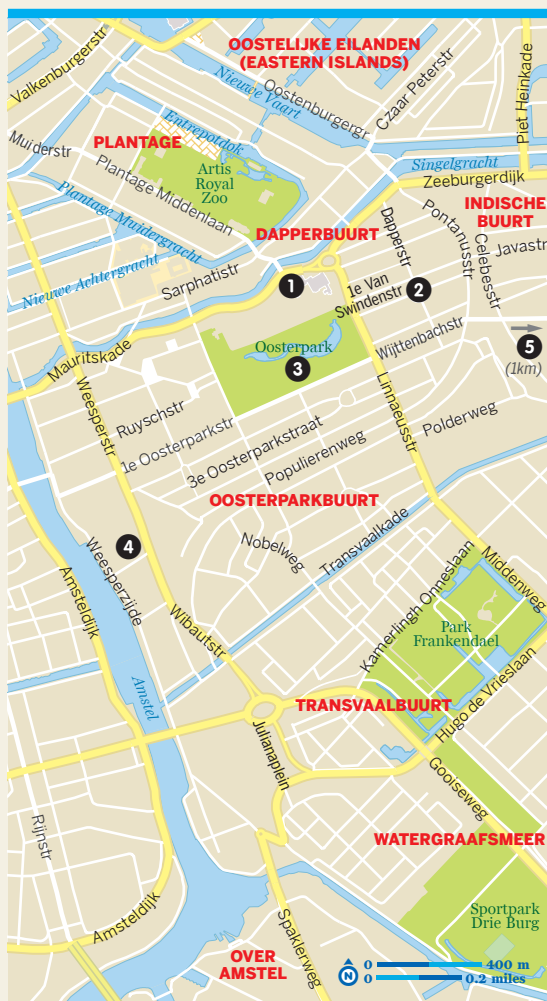 OOSTELIJKE EILANDEN
(EASTERN ISLANDS)
Valkenburgerstr
Nieuwe Vaart
Oostenburgergr
Czaar Peterstr
Piet Heinkade
Entrepotdok
PLANTAGE
Muiderstr
Artis
Royal
Zoo
Plantage Middenlaan
Singelgracht
Zeeburgerdijk
Plantage Muidergracht
DAPPERBUURT
Dapperstr
Pontanusstr
INDISCHE
BUURT
Celebesstr
Javastr
Nieuwe Achtergracht
Sarphatistr
1
1e Van
Swindenstr
2
Mauritskade
Oosterpark
3
Wijttenbachstr
5
(1km)
Weesperstr
Ruyschstr
1e Oosterparkstr
3e Oosterparkstraat
Populierenweg
Linnaeusstr
Polderweg
OOSTERPARKBUURT
4
Nobelweg
Transvaalkade
Weesperzijde
Amsteldijk
Wibautstr
Kamerlingh Onneslaan
Middenweg
Park
Frankendael
Amstel
TRANSVAALBUURT
Hugo de Vrieslaan
Julianaplein
Gooiseweg
Rijnstr
WATERGRAAFSMEER
Amsteldijk
Sportpark
Drie Burg
Spaklerweg
OVER
AMSTEL
N
0 400 m
0 0.2 miles